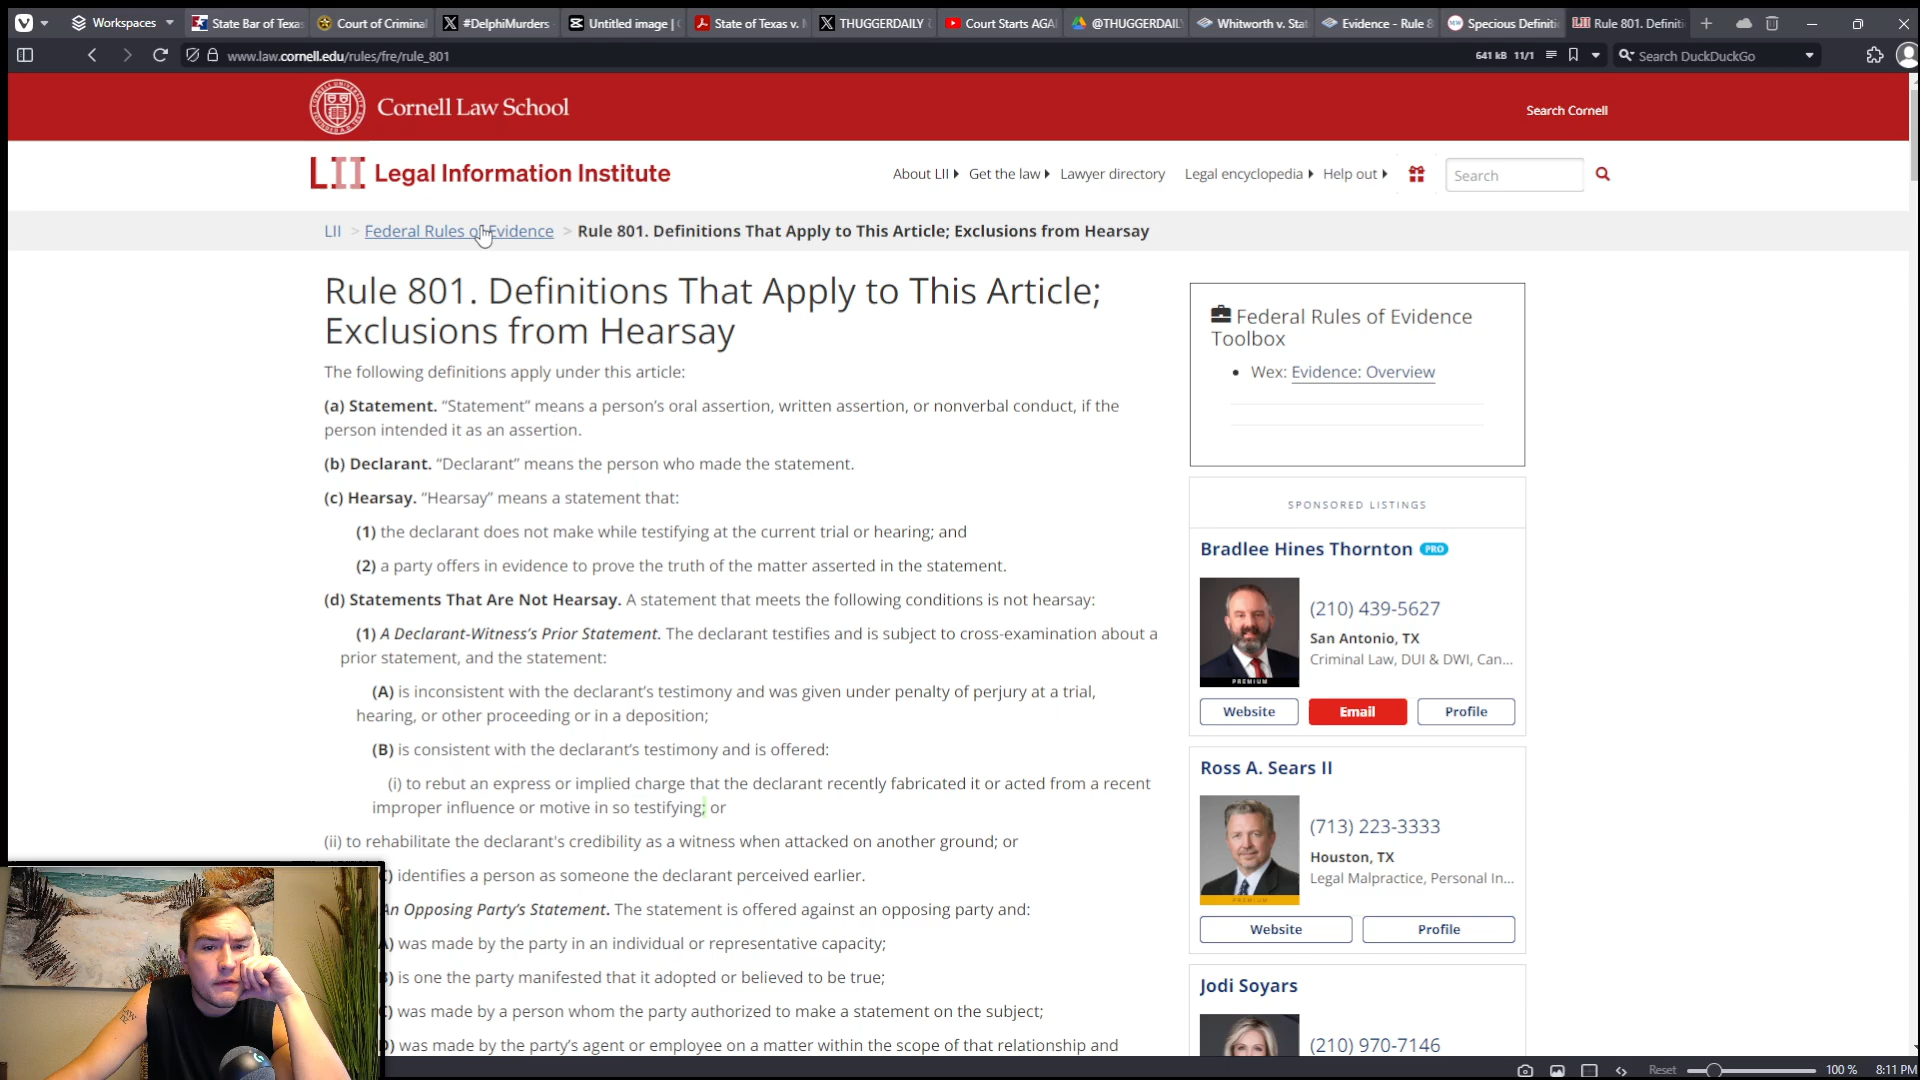 Workspaces
State Bar of Texas
Court of Criminal
#DelphiMurders
Untitled image |
State of Texas v.
THUGGERDAILY
Court Starts AGA
@THUGGERDAIL
Whitworth v. Stat
Evidence - Rule 8
Specious Definiti
LII Rule 801. Definiti
www.law.cornell.edu/rules/fre/rule_801
641 kB 11/1
Search DuckDuckGo
Cornell Law School
Search Cornell
LII Legal Information Institute
About LII
Get the law
Lawyer directory
Legal encyclopedia
Help out
Search
LII > Federal Rules of Evidence > Rule 801. Definitions That Apply to This Article; Exclusions from Hearsay
Rule 801. Definitions That Apply to This Article;
Exclusions from Hearsay
The following definitions apply under this article:
(a) Statement. “Statement” means a person’s oral assertion, written assertion, or nonverbal conduct, if the
person intended it as an assertion.
(b) Declarant. “Declarant” means the person who made the statement.
(c) Hearsay. “Hearsay” means a statement that:
(1) the declarant does not make while testifying at the current trial or hearing; and
(2) a party offers in evidence to prove the truth of the matter asserted in the statement.
(d) Statements That Are Not Hearsay. A statement that meets the following conditions is not hearsay:
(1) A Declarant-Witness’s Prior Statement. The declarant testifies and is subject to cross-examination about a
prior statement, and the statement:
(A) is inconsistent with the declarant’s testimony and was given under penalty of perjury at a trial,
hearing, or other proceeding or in a deposition;
(B) is consistent with the declarant’s testimony and is offered:
(i) to rebut an express or implied charge that the declarant recently fabricated it or acted from a recent
improper influence or motive in so testifying; or
(ii) to rehabilitate the declarant's credibility as a witness when attacked on another ground; or
) identifies a person as someone the declarant perceived earlier.
An Opposing Party’s Statement. The statement is offered against an opposing party and:
) was made by the party in an individual or representative capacity;
) is one the party manifested that it adopted or believed to be true;
) was made by a person whom the party authorized to make a statement on the subject;
) was made by the party’s agent or employee on a matter within the scope of that relationship and
Federal Rules of Evidence
Toolbox
• Wex: Evidence: Overview
SPONSORED LISTINGS
Bradlee Hines Thornton PRO
(210) 439-5627
San Antonio, TX
Criminal Law, DUI & DWI, Can...
PREMIUM
Website
Email
Profile
Ross A. Sears II
(713) 223-3333
Houston, TX
Legal Malpractice, Personal In...
PREMIUM
Website
Profile
Jodi Soyars
(210) 970-7146
Reset
100 %
8:11 PM